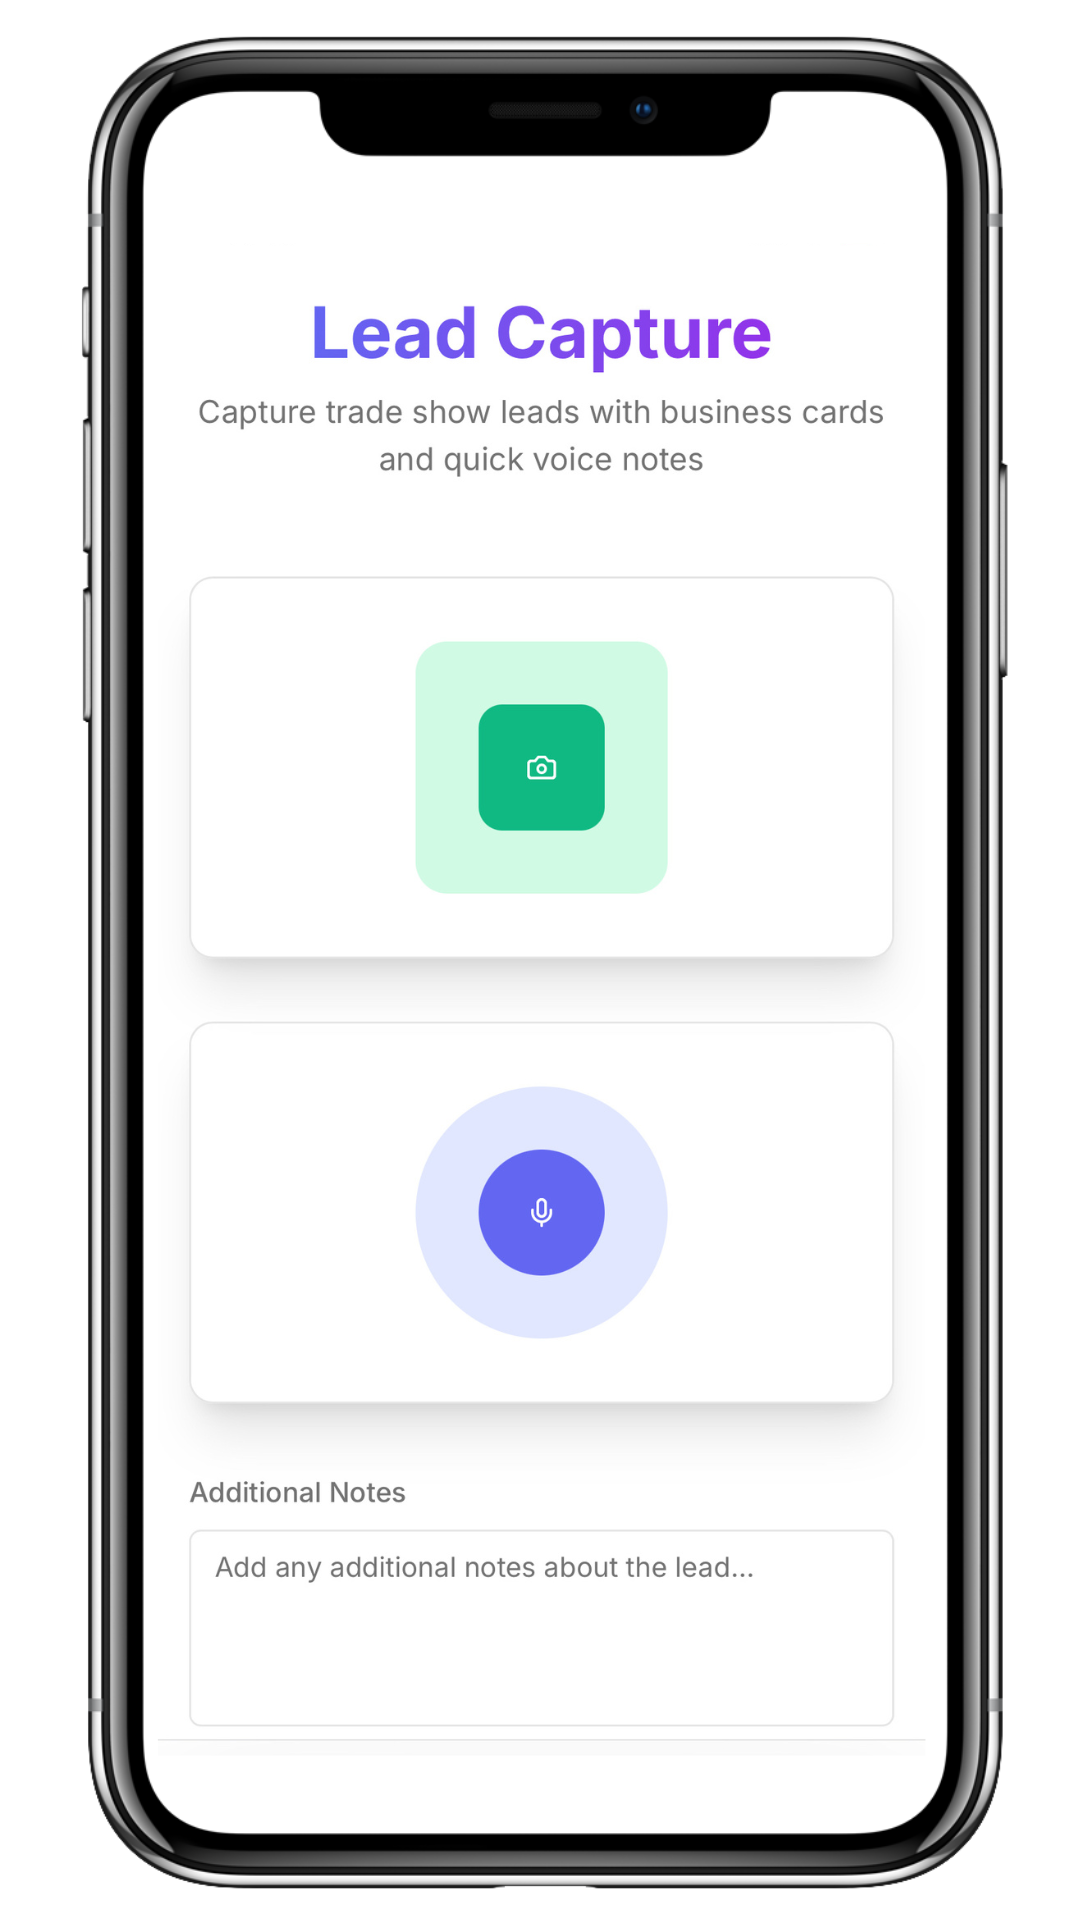 Lead Capture
Capture trade show leads with business cards
and quick voice notes
Additional Notes
Add any additional notes about the lead...